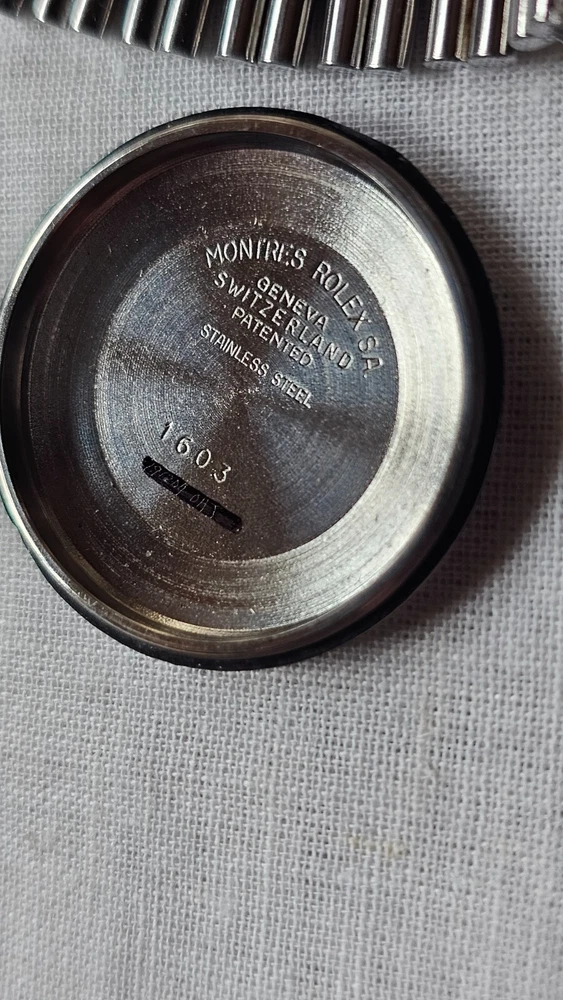 MONTRES ROLEX S.A.
GENEVA
SWITZERLAND
PATENTED
STAINLESS STEEL
1603